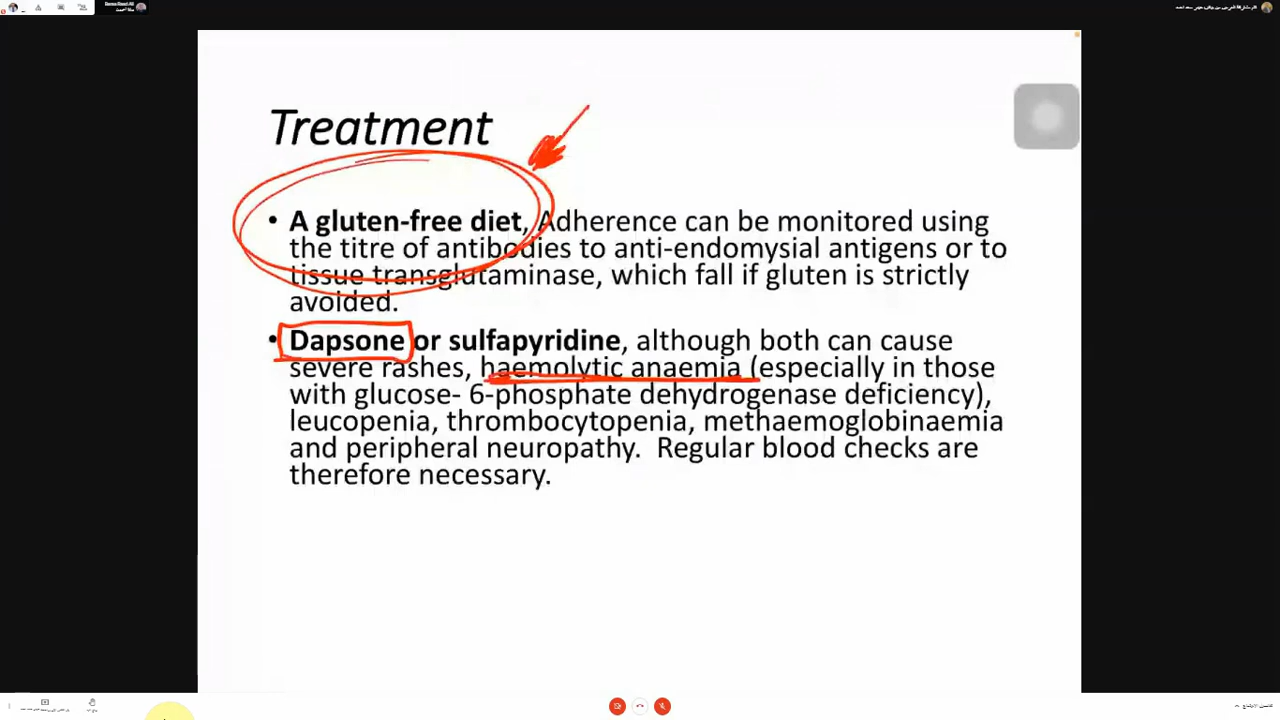 Treatment
• A gluten-free diet, Adherence can be monitored using
the titre of antibodies to anti-endomysial antigens or to
tissue transglutaminase, which fall if gluten is strictly
avoided.
• Dapsone or sulfapyridine, although both can cause
severe rashes, haemolytic anaemia (especially in those
with glucose- 6-phosphate dehydrogenase deficiency),
leucopenia, thrombocytopenia, methaemoglobinaemia
and peripheral neuropathy. Regular blood checks are
therefore necessary.